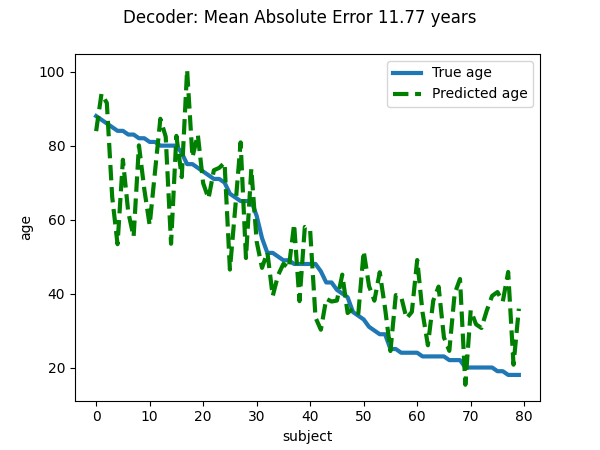 Decoder: Mean Absolute Error 11.77 years
True age
Predicted age
100
80
60
40
20
age
0 10 20 30 40 50 60 70 80
subject